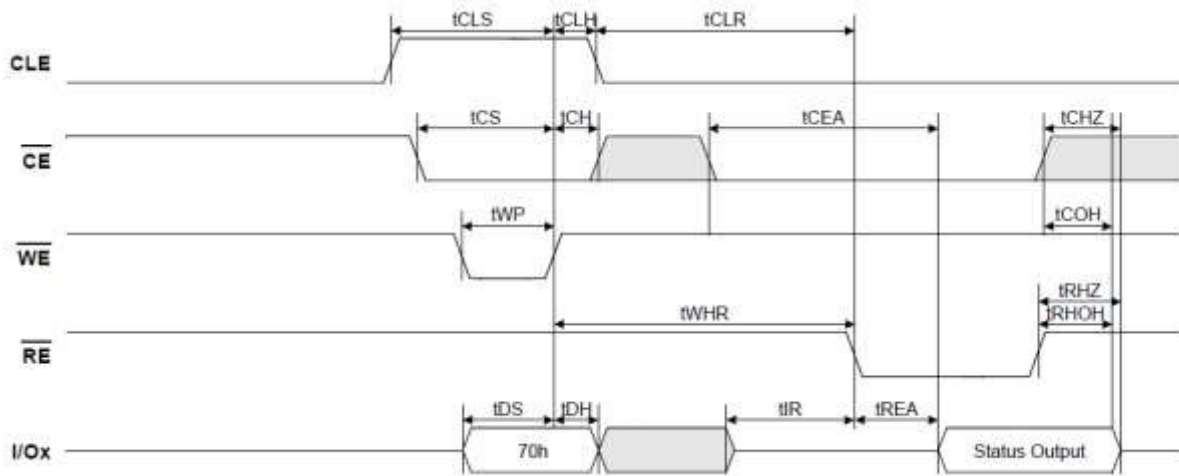 tCLS tCLH tCLR
CLE
tCS tCH tCEA tCHZ
CE
tWP tCOH
WE
tRHZ
tWHR tRHOH
RE
tDS tDH tIR tREA
I/Ox 70h Status Output